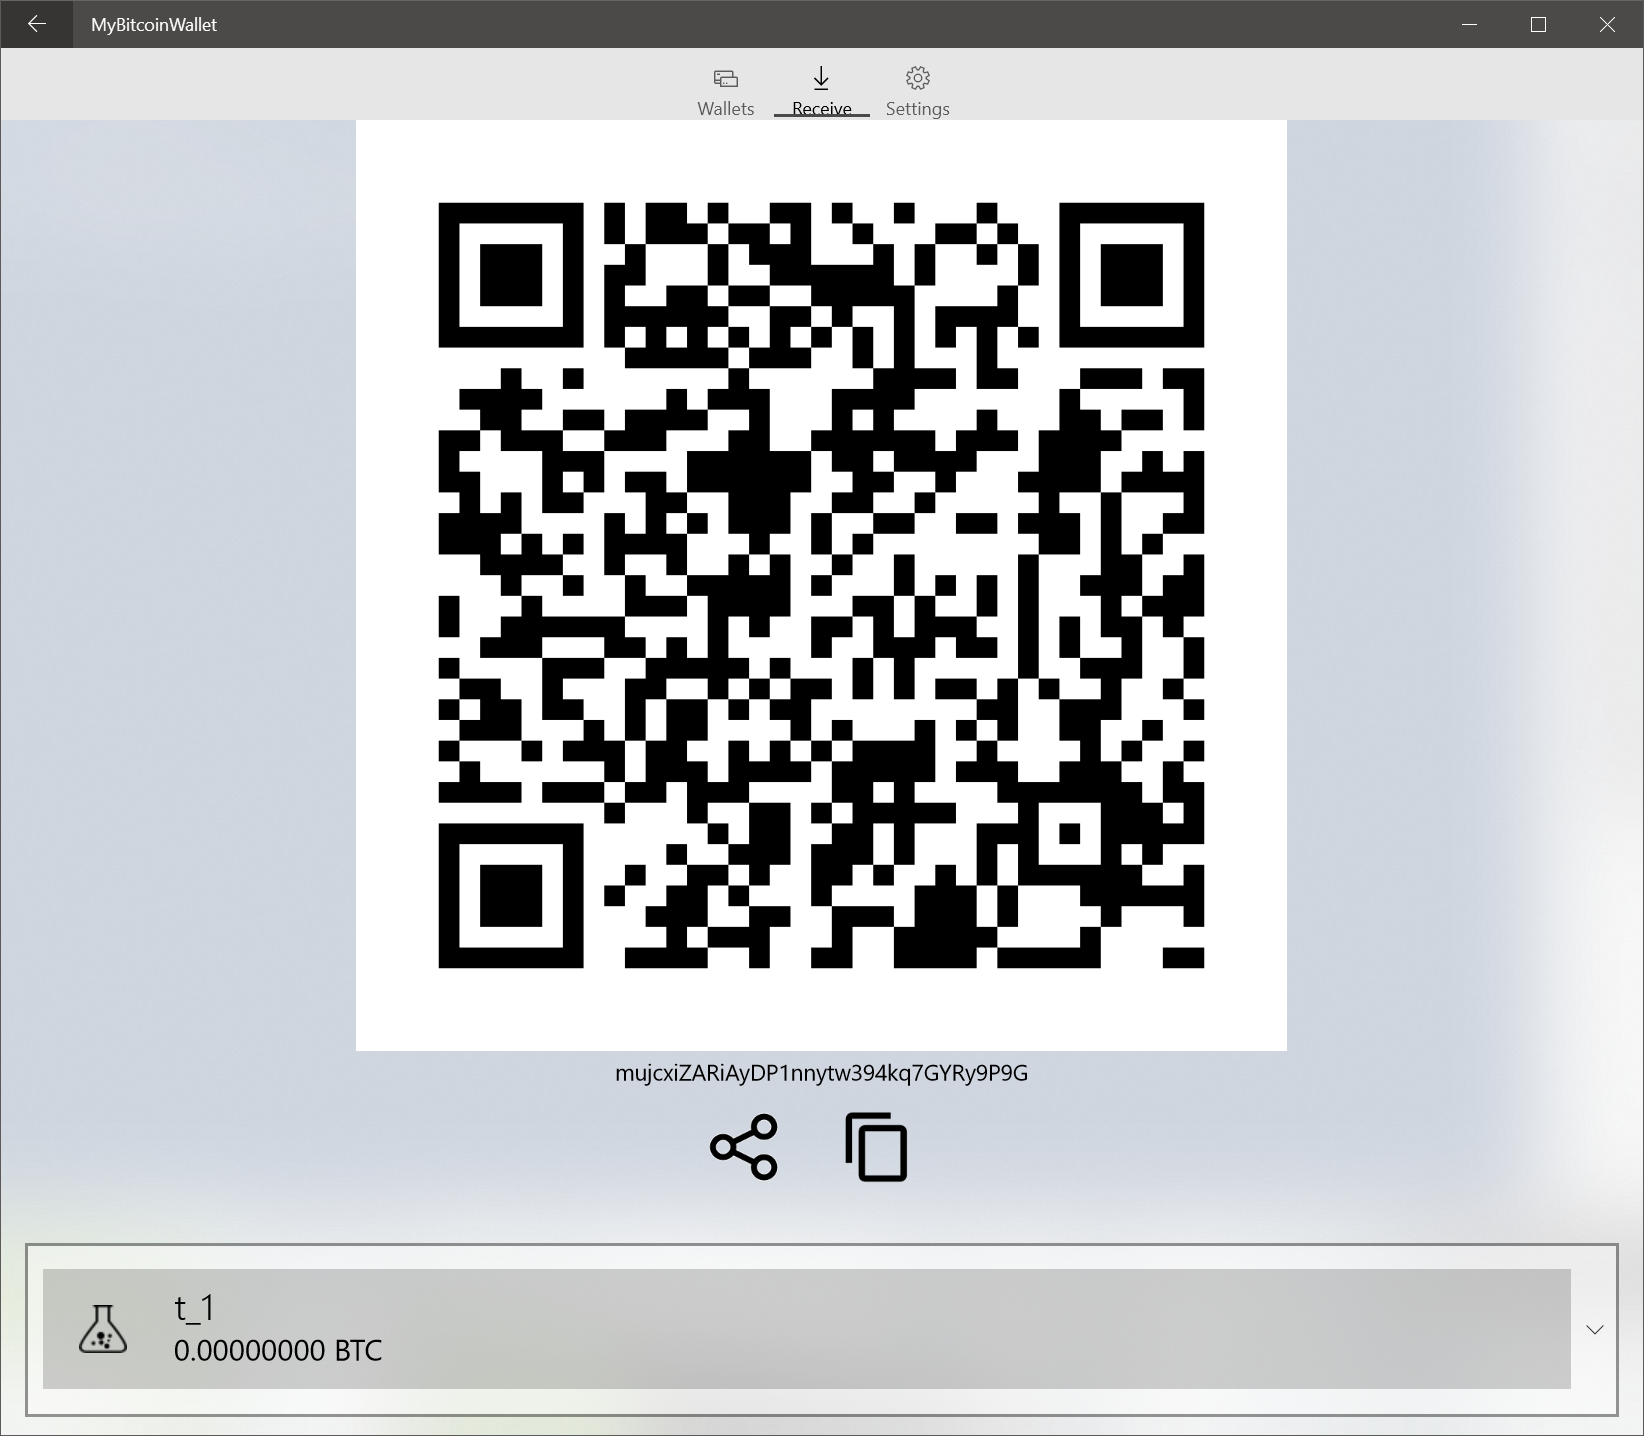 MyBitcoinWallet
Wallets
Receive
Settings
mujcxiZARiAyDP1nnytw394kq7GYRy9P9G
t_1
0.00000000 BTC